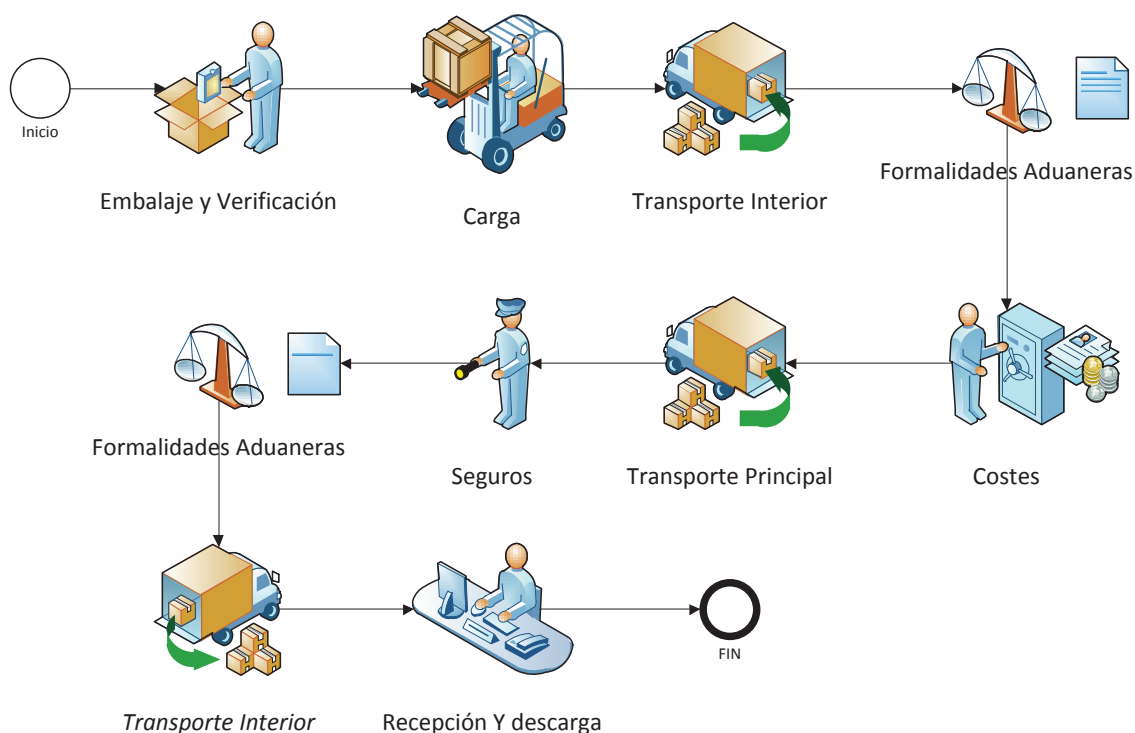 Inicio
Embalaje y Verificación
Carga
Transporte Interior
Formalidades Aduaneras
Costes
Transporte Principal
Seguros
Formalidades Aduaneras
Transporte Interior
Recepción Y descarga
FIN